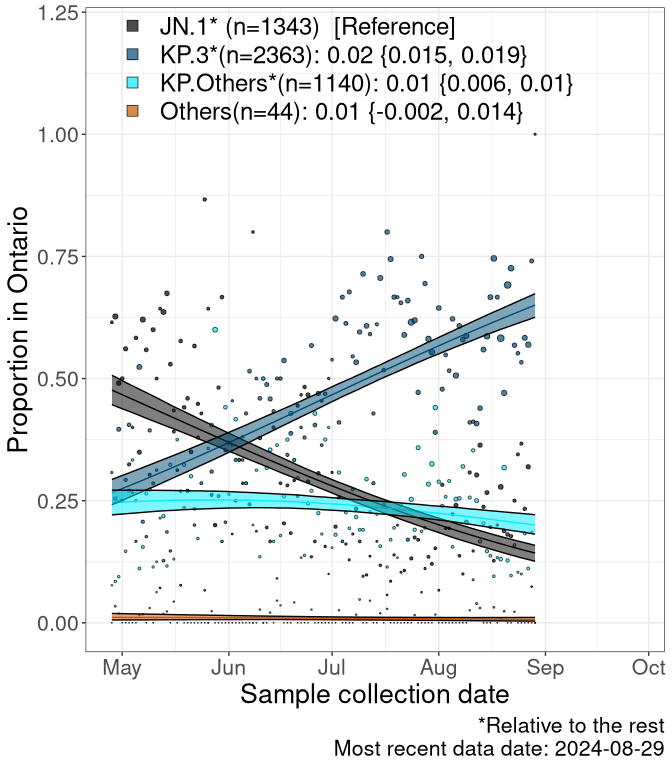 1.25
JN.1* (n=1343)  [Reference]
KP.3*(n=2363): 0.02 {0.015, 0.019}
KP.Others*(n=1140): 0.01 {0.006, 0.01}
Others(n=44): 0.01 {-0.002, 0.014}
1.00
0.75
0.50
0.25
0.00
Proportion in Ontario
May Jun Jul Aug Sep Oct
Sample collection date
*Relative to the rest
Most recent data date: 2024-08-29